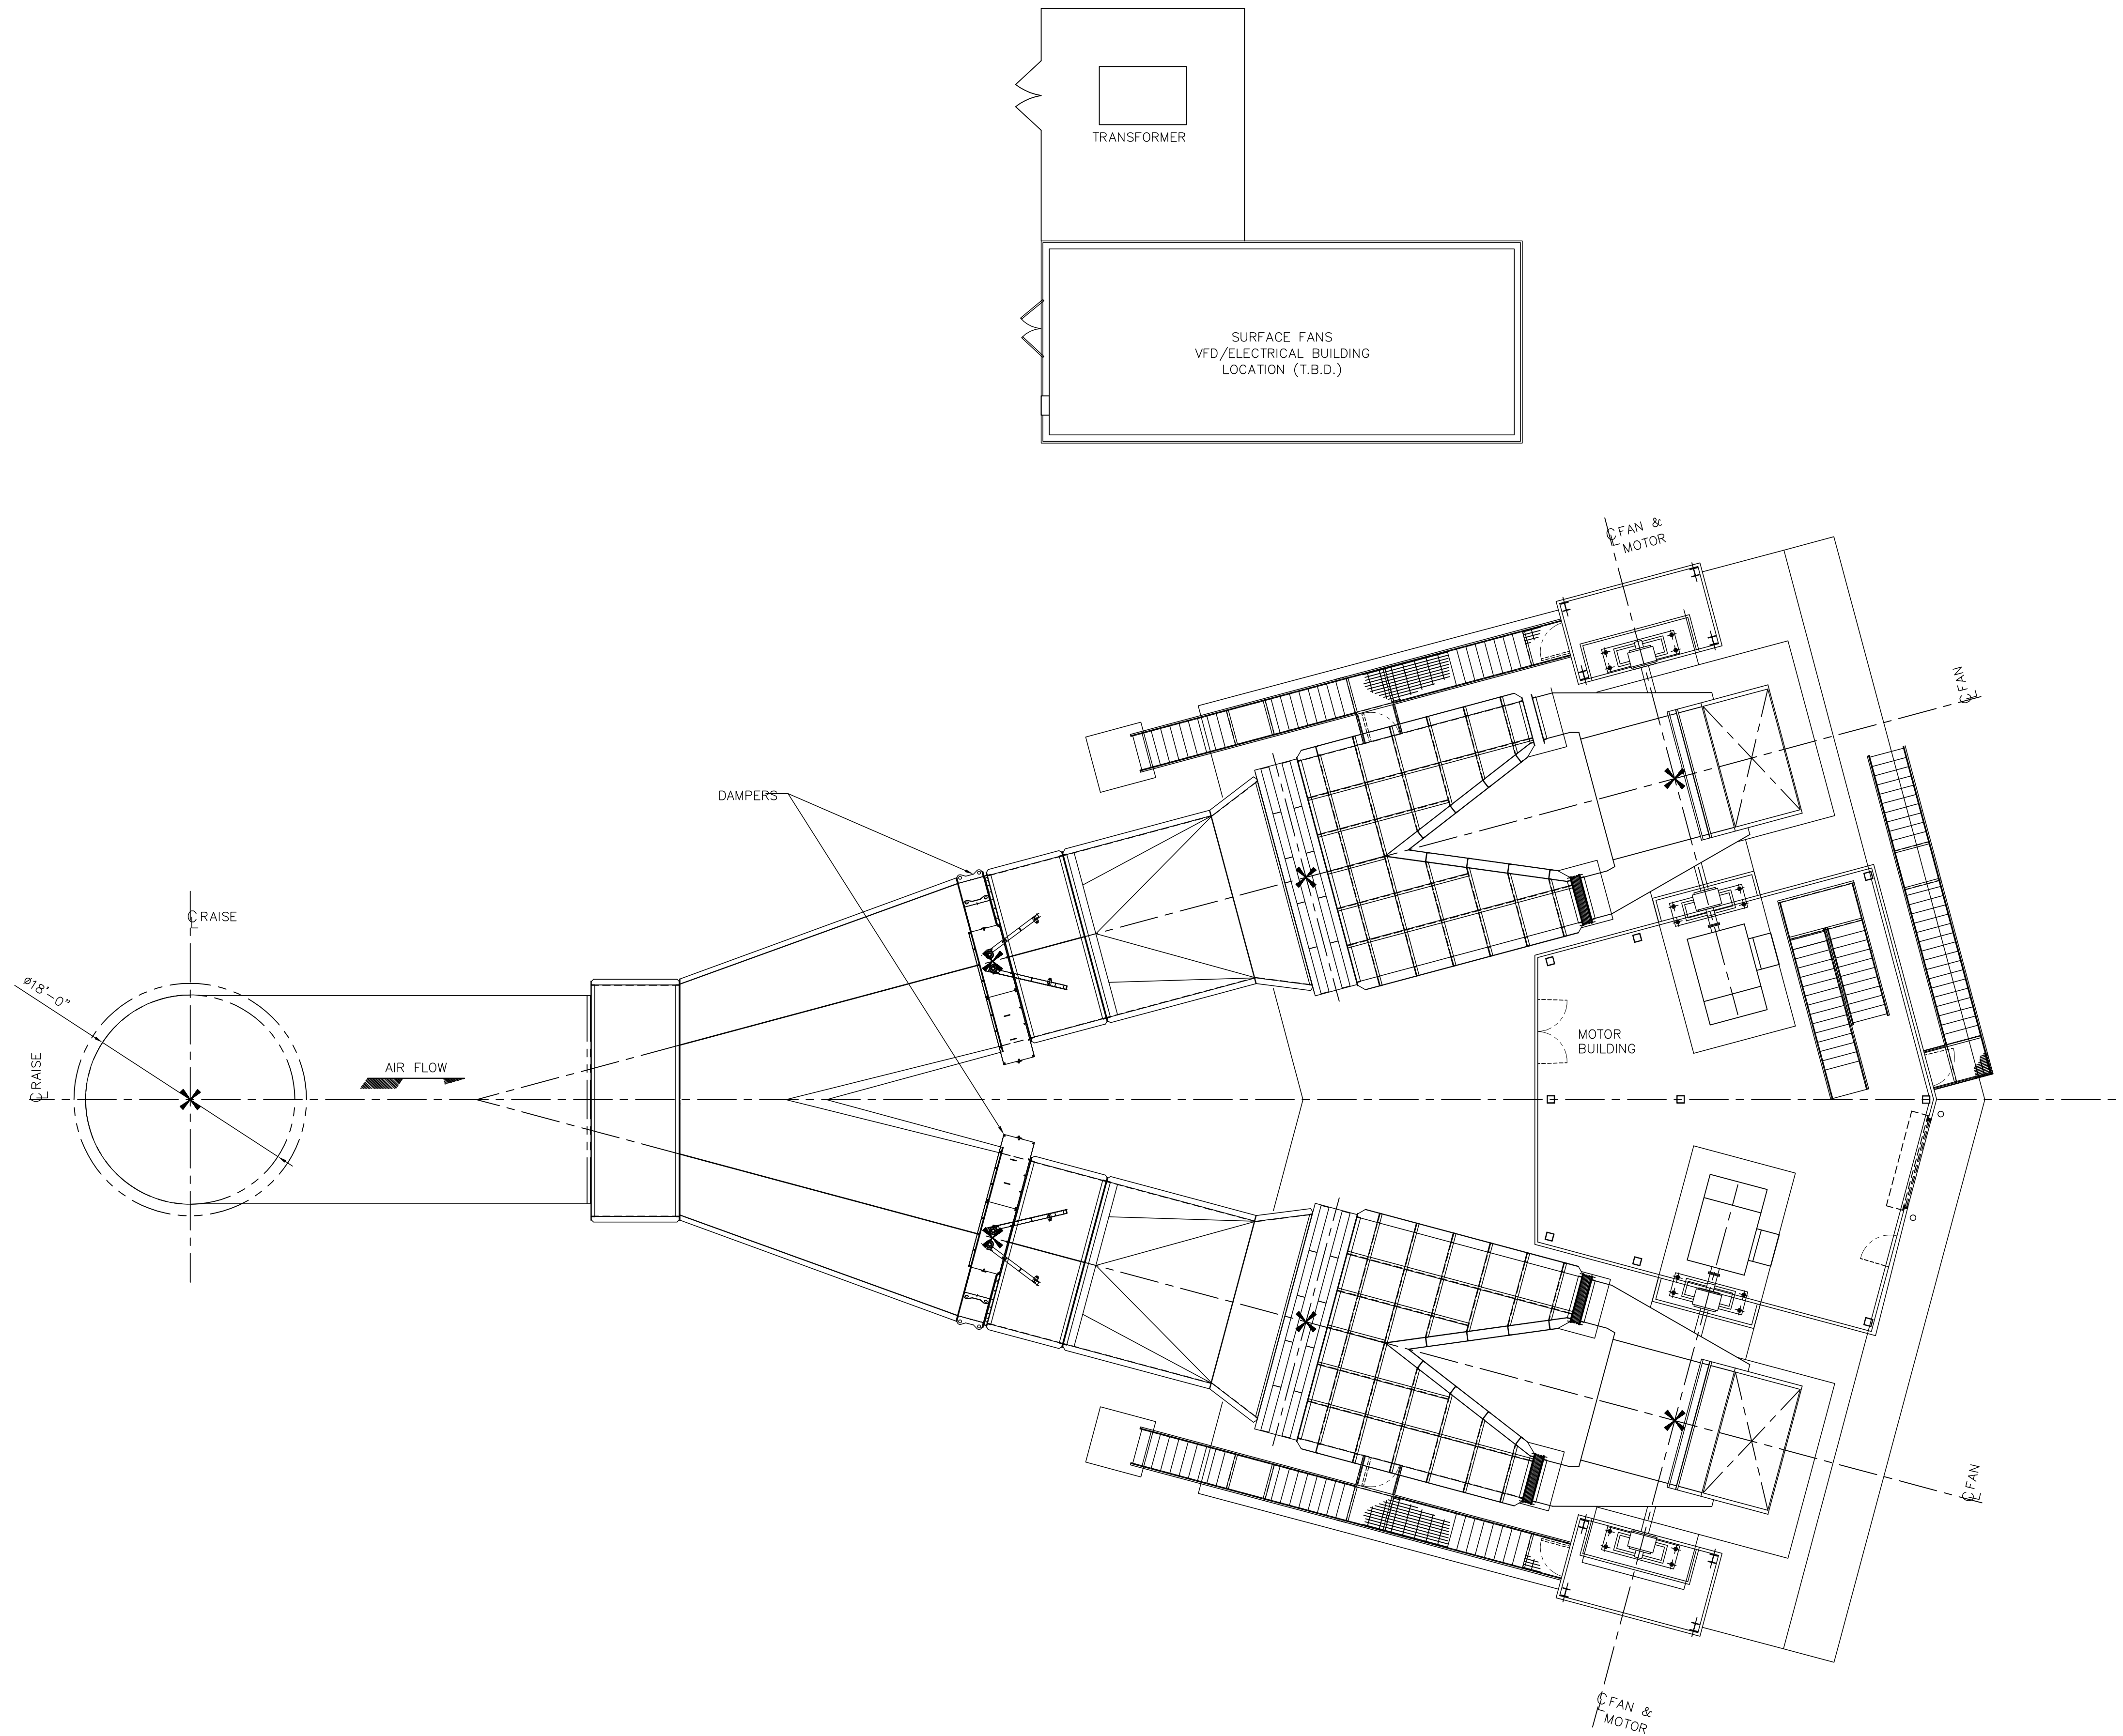 TRANSFORMER
SURFACE FANS
VFD/ELECTRICAL BUILDING
LOCATION (T.B.D.)
℄ FAN &
MOTOR
℄ FAN
DAMPERS
℄ RAISE
ø18'-0"
℄ RAISE
AIR FLOW
MOTOR
BUILDING
℄ FAN
℄ FAN &
MOTOR